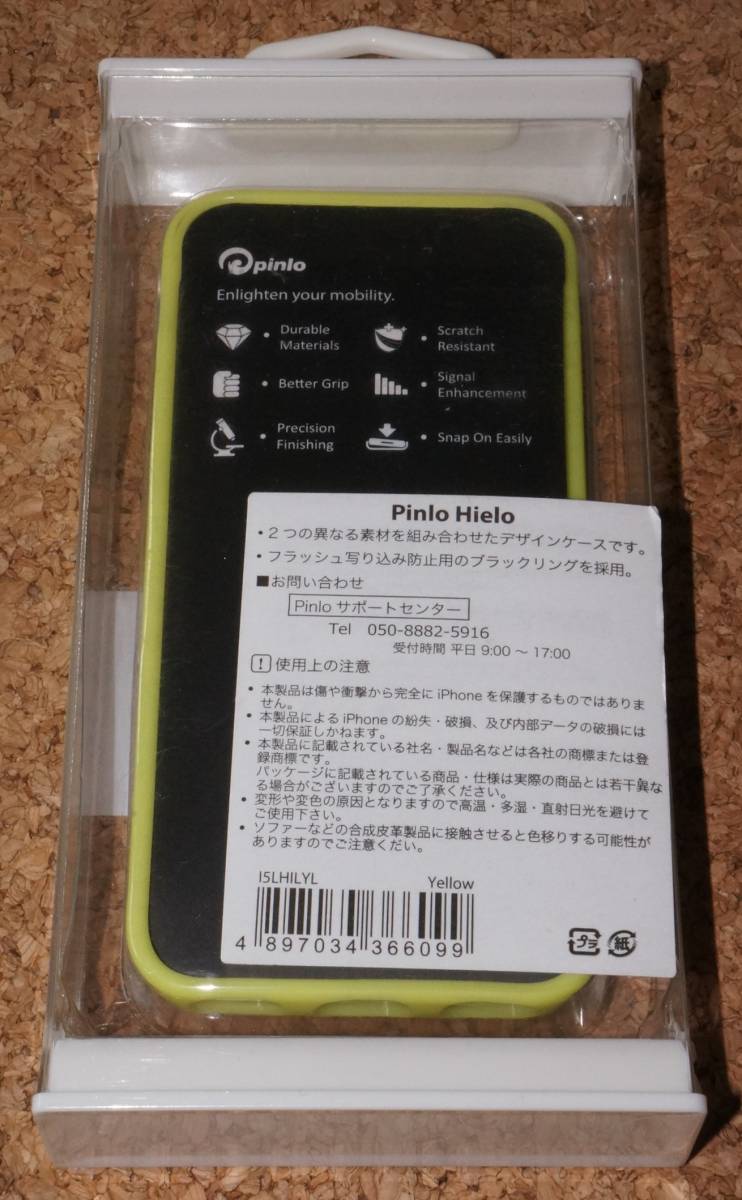 pinlo
Enlighten your mobility.
• Durable Materials
• Scratch Resistant
• Better Grip
• Signal Enhancement
• Precision Finishing
• Snap On Easily
Pinlo Hielo
・2つの異なる素材を組み合わせたデザインケースです。
・フラッシュ写り込み防止用のブラックリングを採用。
■お問い合わせ
Pinlo サポートセンター
Tel 050-8882-5916
受付時間 平日 9:00 ～ 17:00
! 使用上の注意
• 本製品は傷や衝撃から完全に iPhone を保護するものではありま
せん。
• 本製品による iPhone の紛失・破損、及び内部データの破損には
一切保証しかねます。
• 本製品に記載されている社名・製品名などは各社の商標または登
録商標です。
パッケージに記載されている商品・仕様は実際の商品とは若干異な
る場合がございますのでご了承ください。
• 変形や変色の原因となりますので高温・多湿・直射日光を避けて
ご使用下さい。
• ソファーなどの合成皮革製品に接触させると色移りする可能性が
ありますのでご注意くだい。
I5LHILYL Yellow
4 897034 366099
プラ 紙